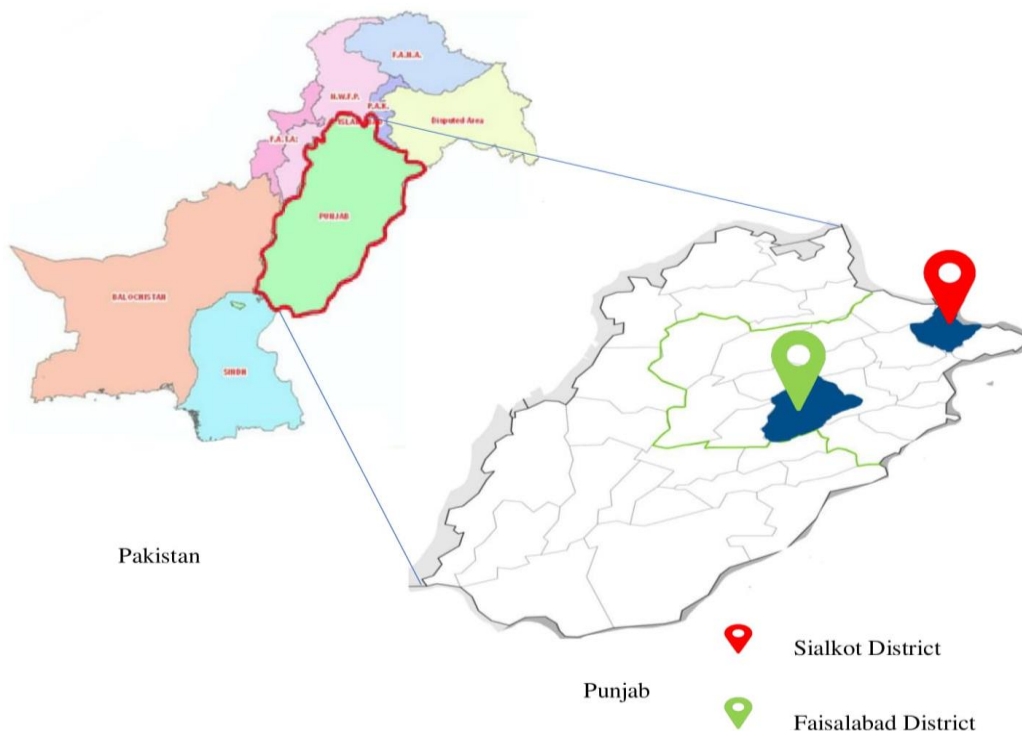 F.A.N.A.
N.W.F.P.
P.A.K.
Disputed Area
F.A.T.A.
PUNJAB
BALOCHISTAN
SINDH
Pakistan
Sialkot District
Punjab
Faisalabad District